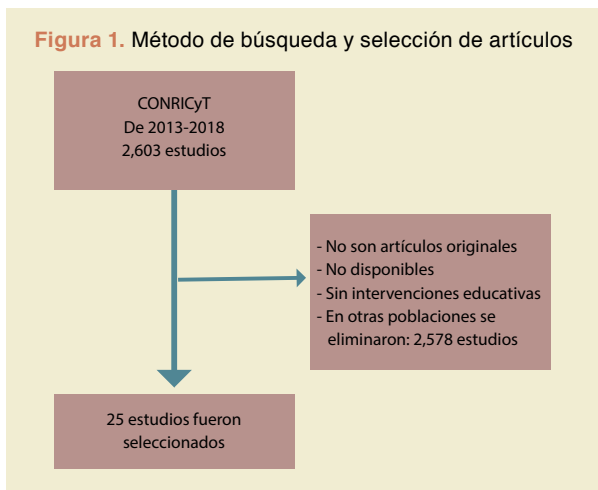 Figura 1. Método de búsqueda y selección de artículos
CONRICyT
De 2013-2018
2,603 estudios
- No son artículos originales
- No disponibles
- Sin intervenciones educativas
- En otras poblaciones se
eliminaron: 2,578 estudios
25 estudios fueron
seleccionados